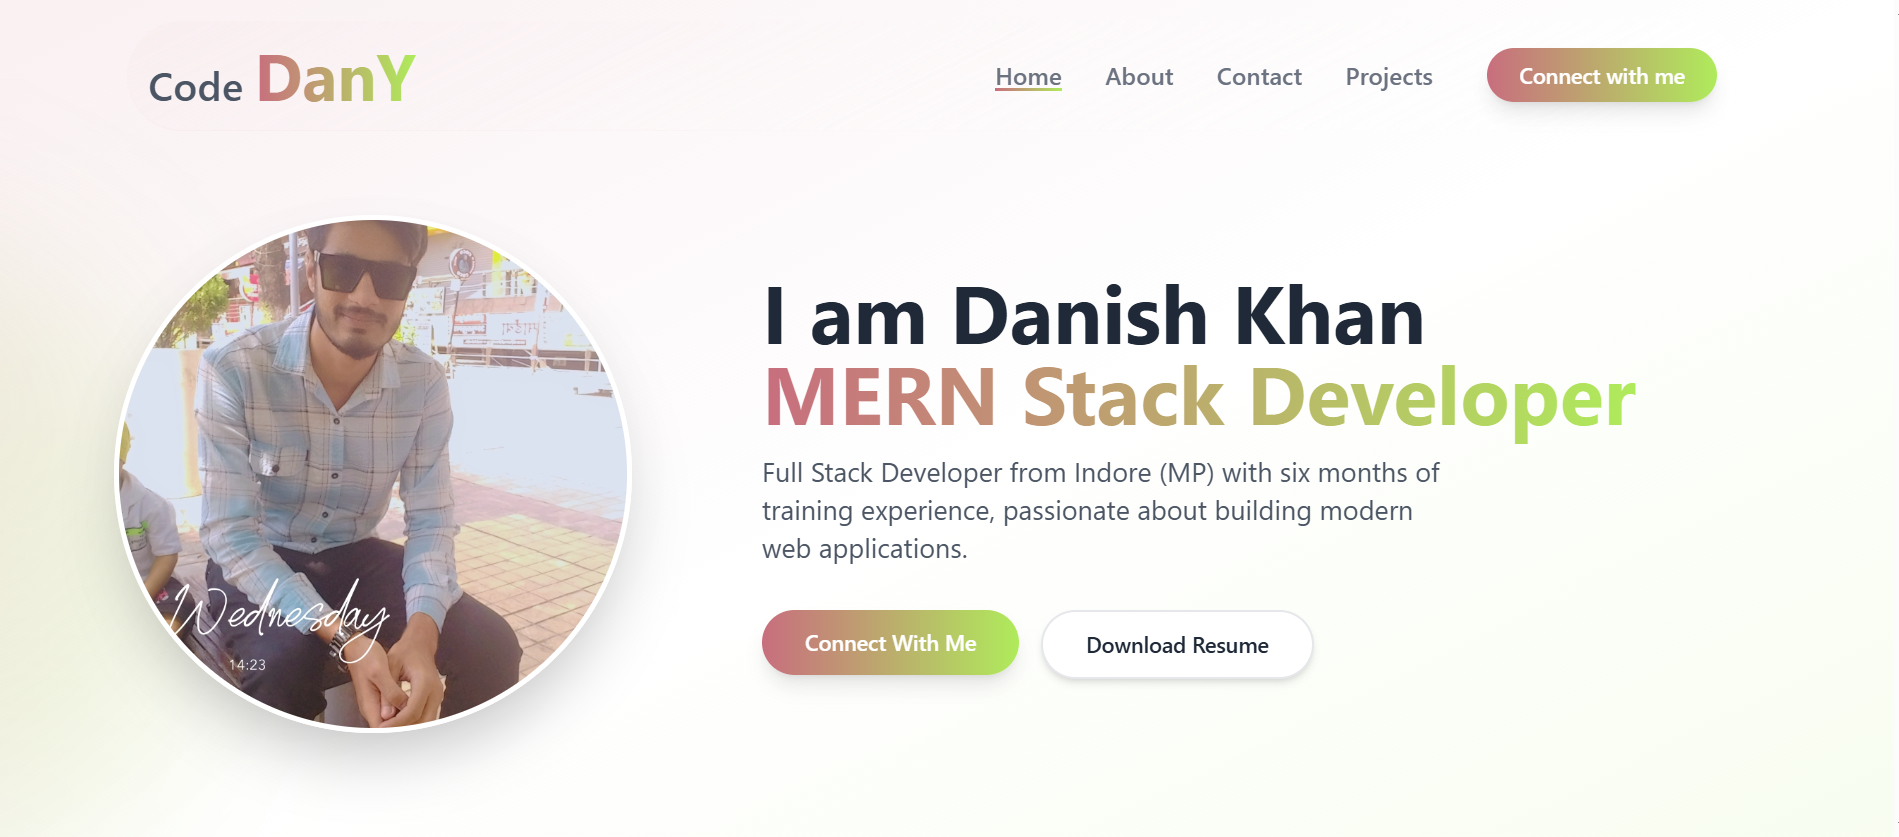 Code DanY
Home
About
Contact
Projects
Connect with me
I am Danish Khan
MERN Stack Developer
Full Stack Developer from Indore (MP) with six months of
training experience, passionate about building modern
web applications.
Connect With Me
Download Resume
Wednesday
14:23